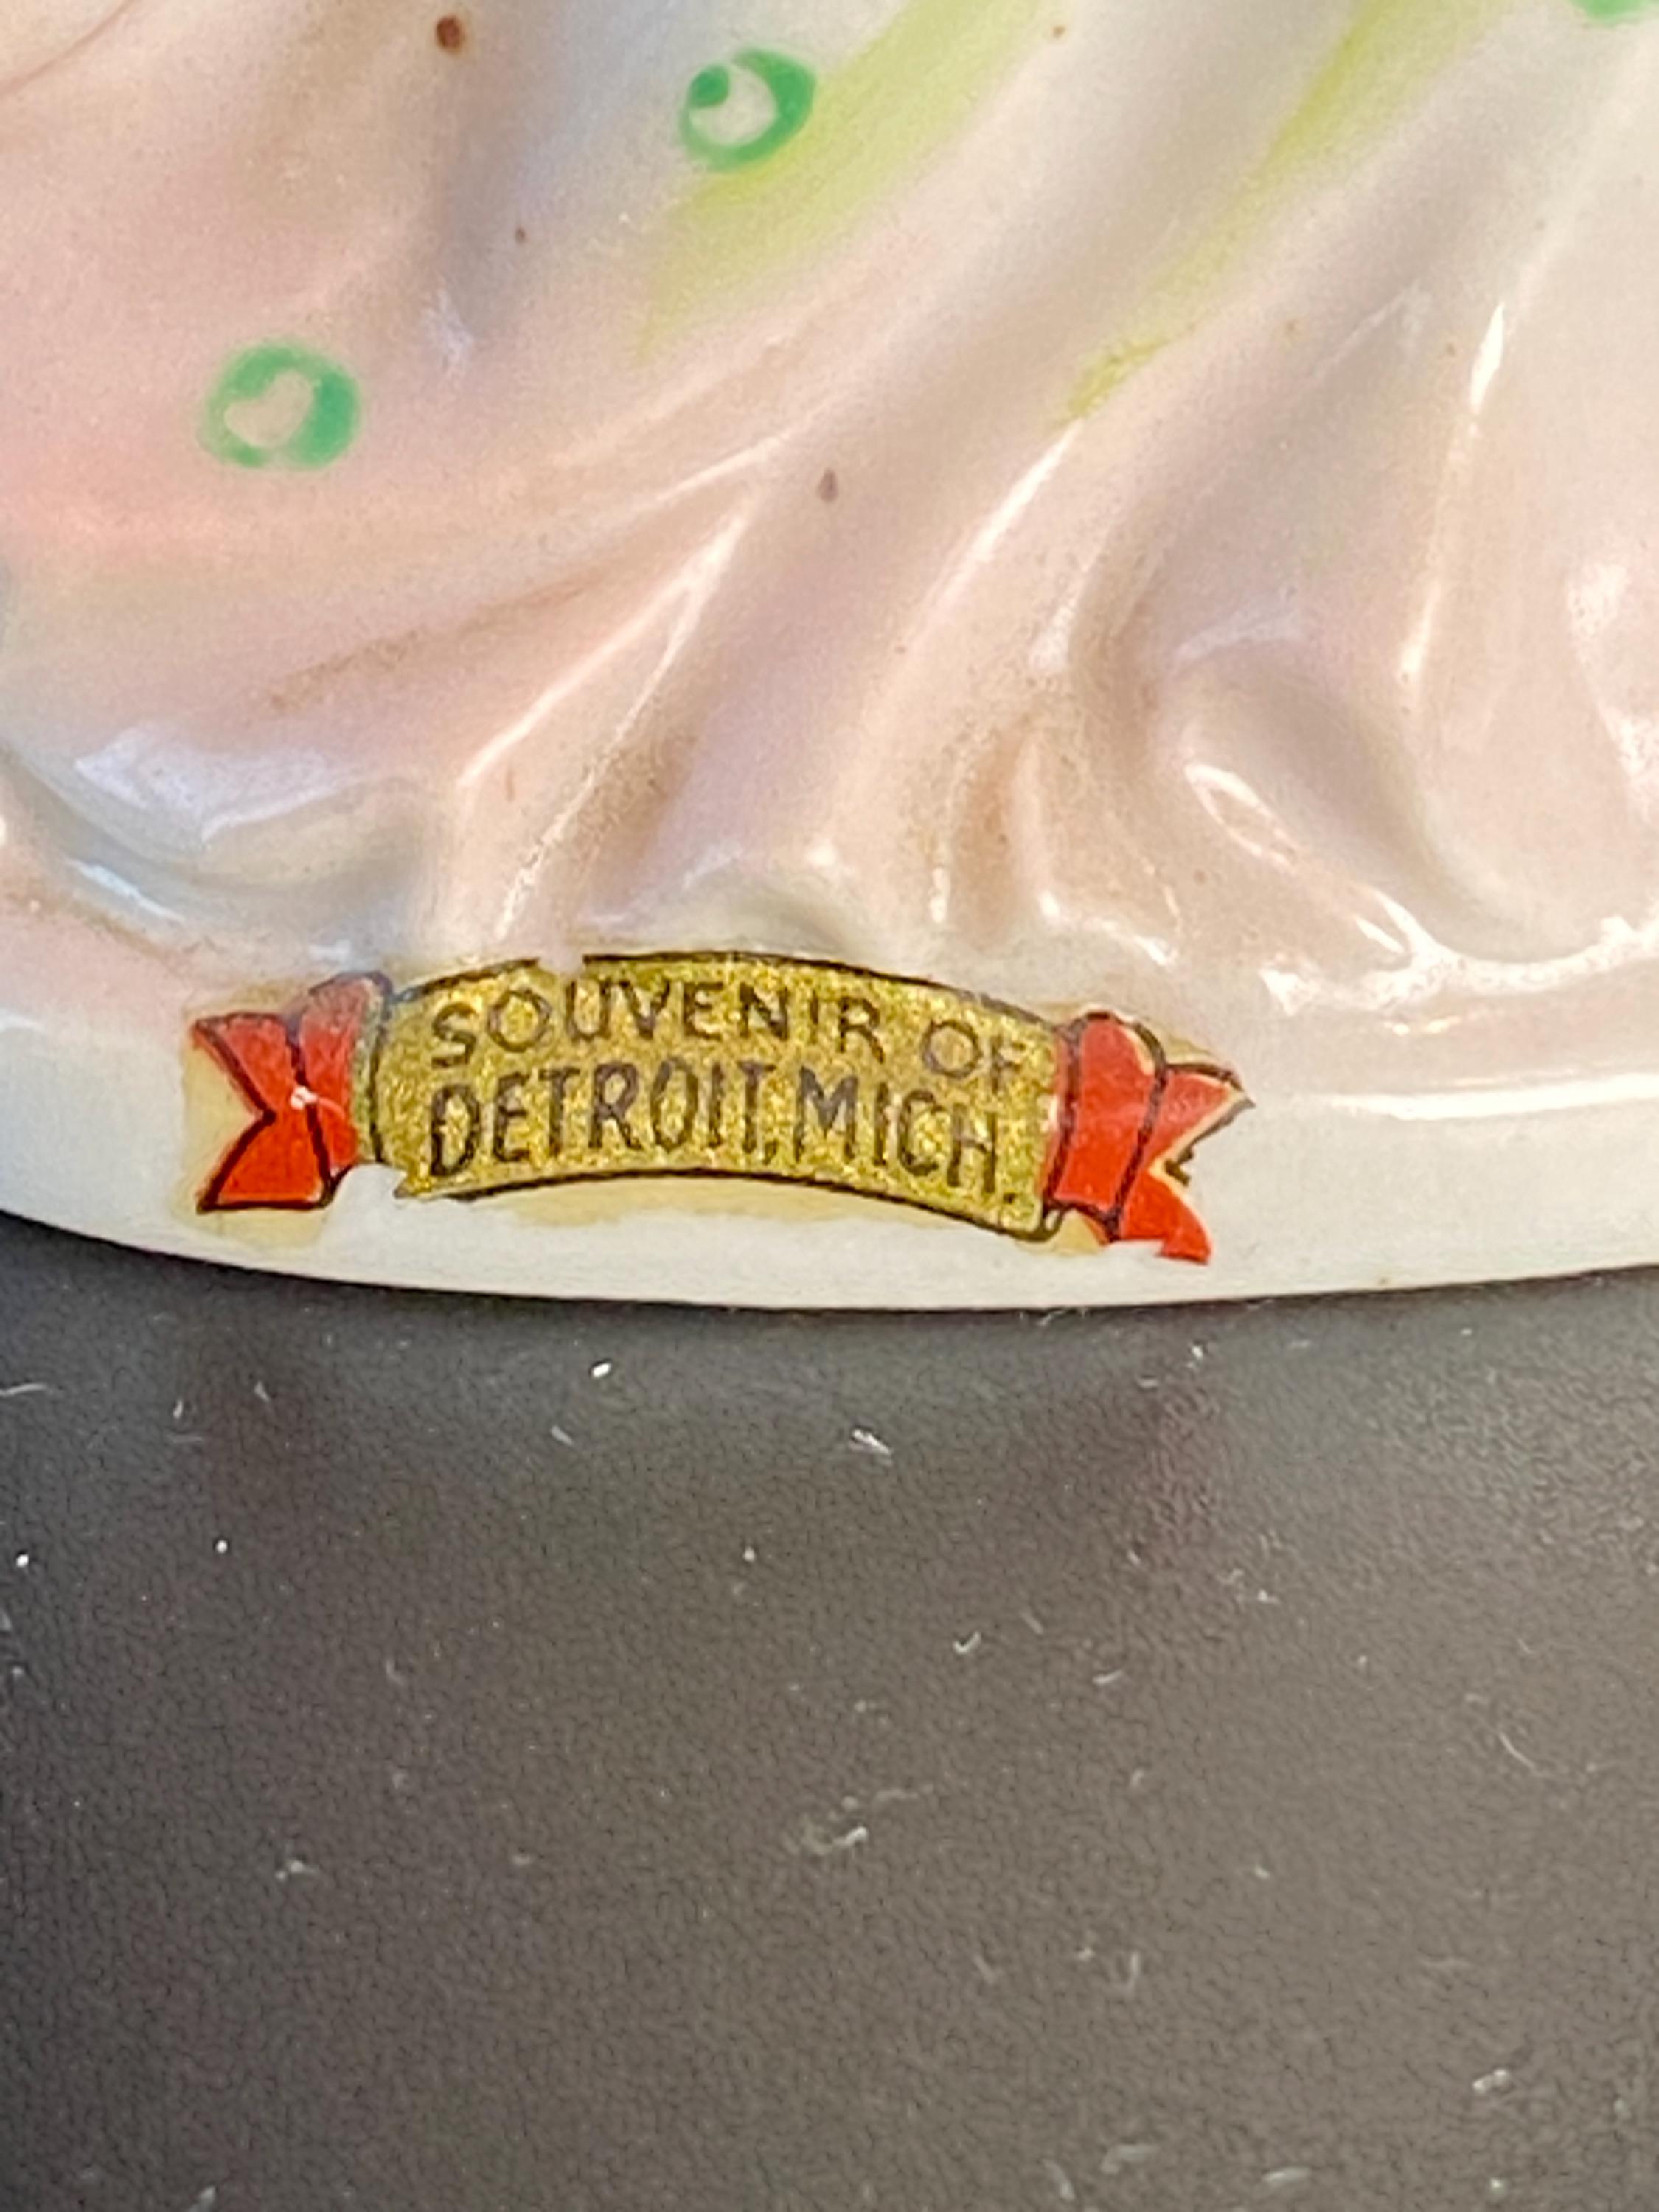 SOUVENIR OF
DETROIT, MICH.